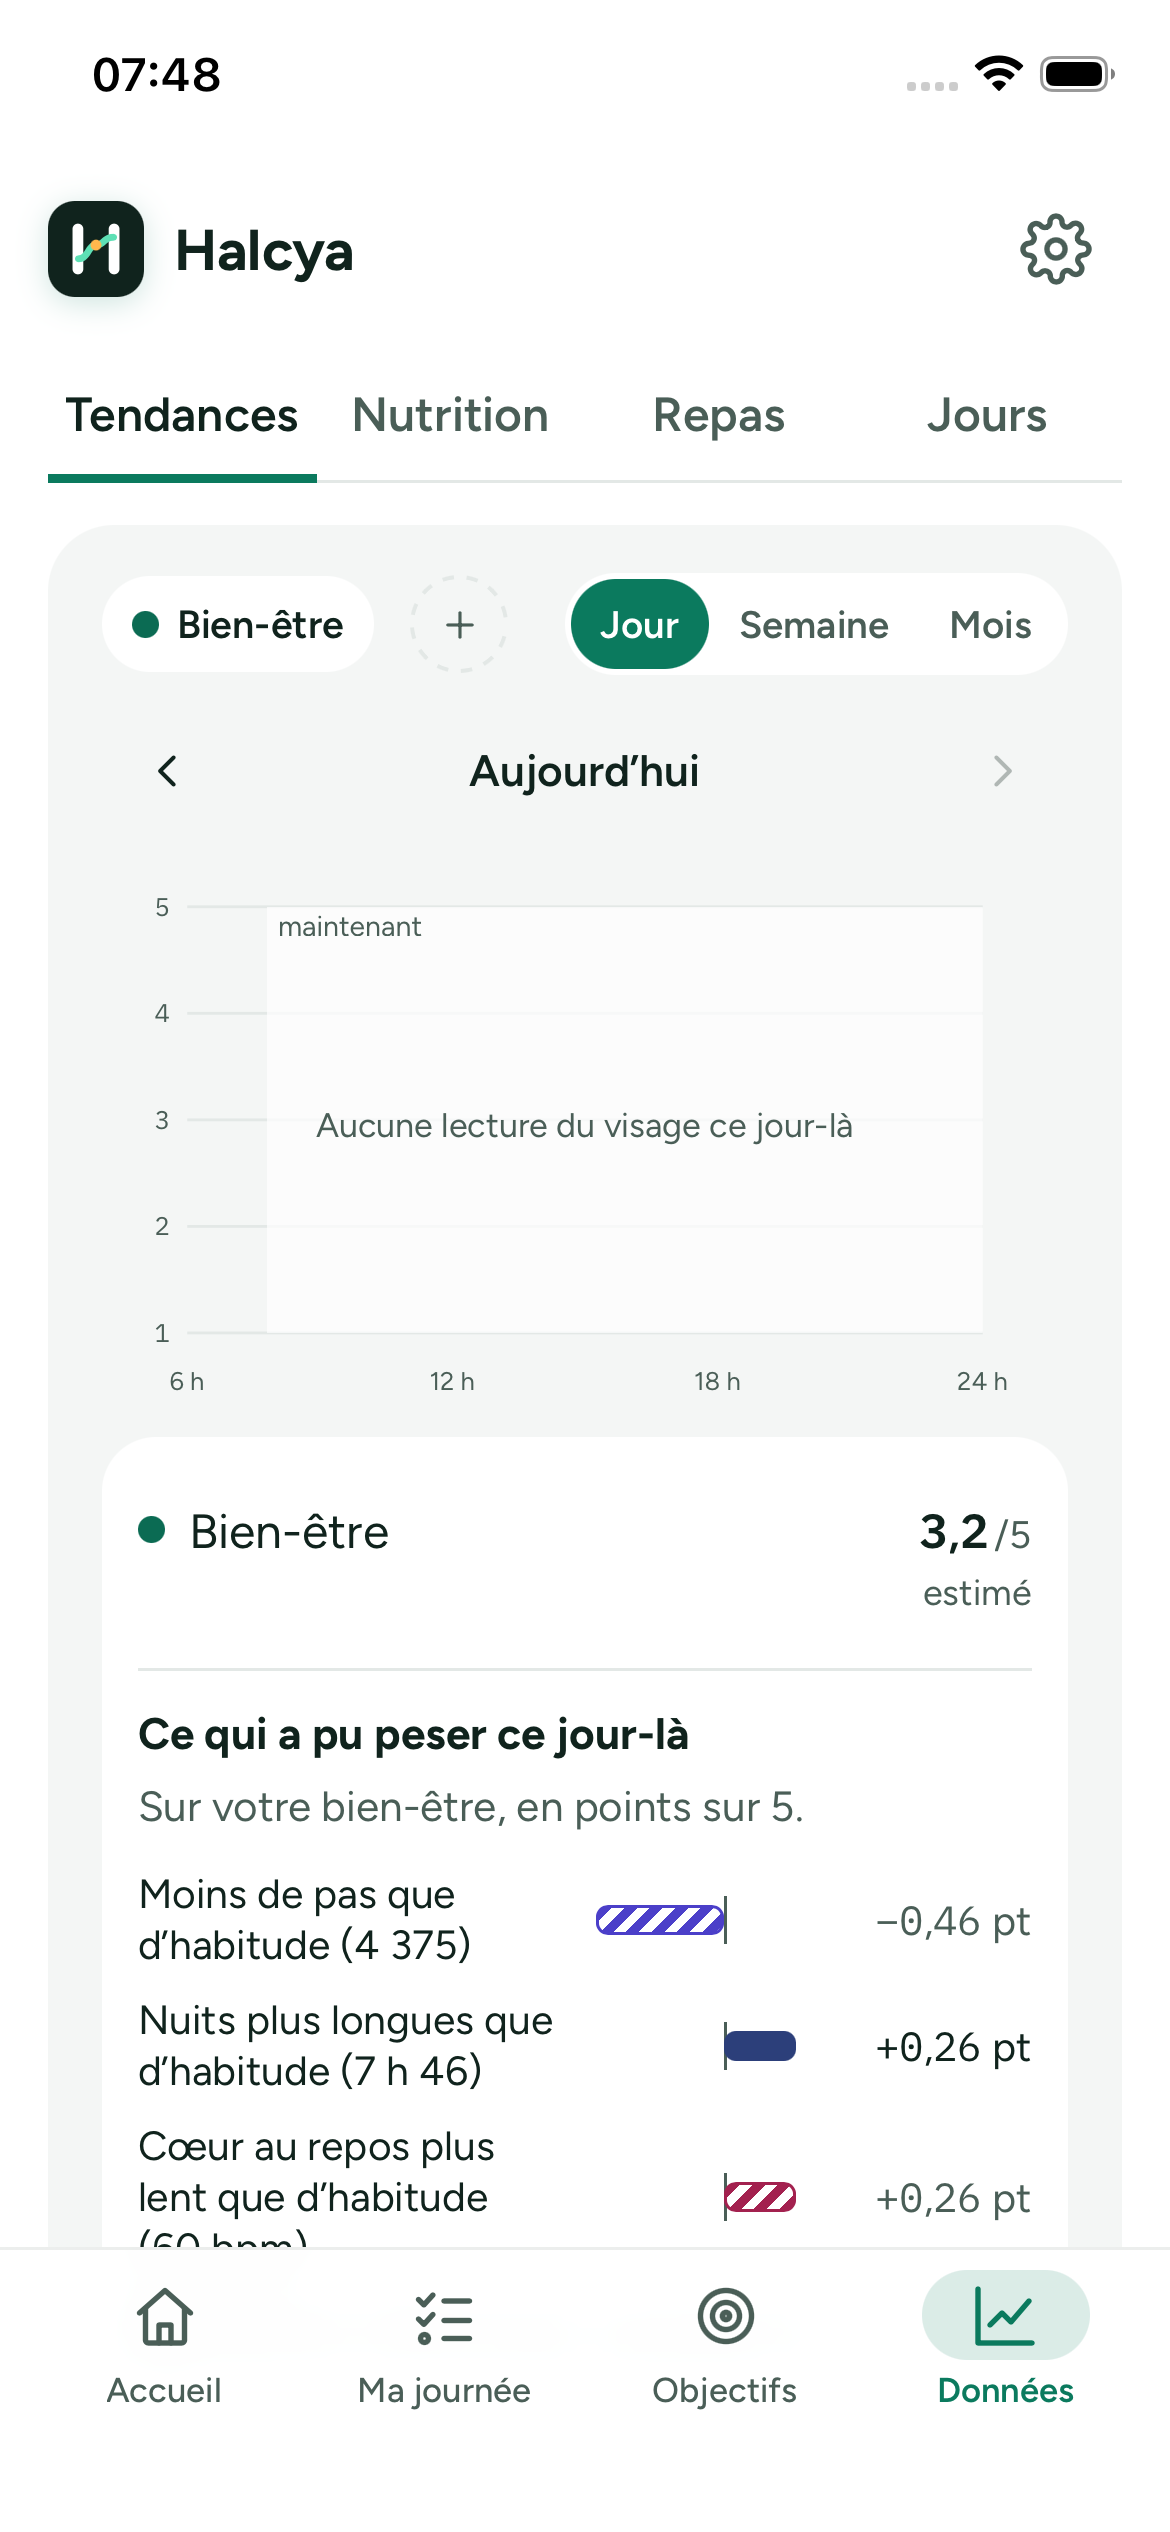 07:48
Halcya
Tendances Nutrition Repas Jours
Bien-être + Jour Semaine Mois
Aujourd’hui
5
maintenant
4
3
Aucune lecture du visage ce jour-là
2
1
6 h 12 h 18 h 24 h
Bien-être 3,2 /5
estimé
Ce qui a pu peser ce jour-là
Sur votre bien-être, en points sur 5.
Moins de pas que
d’habitude (4 375)
−0,46 pt
Nuits plus longues que
d’habitude (7 h 46)
+0,26 pt
Cœur au repos plus
lent que d’habitude
(60 bpm)
+0,26 pt
Accueil Ma journée Objectifs Données